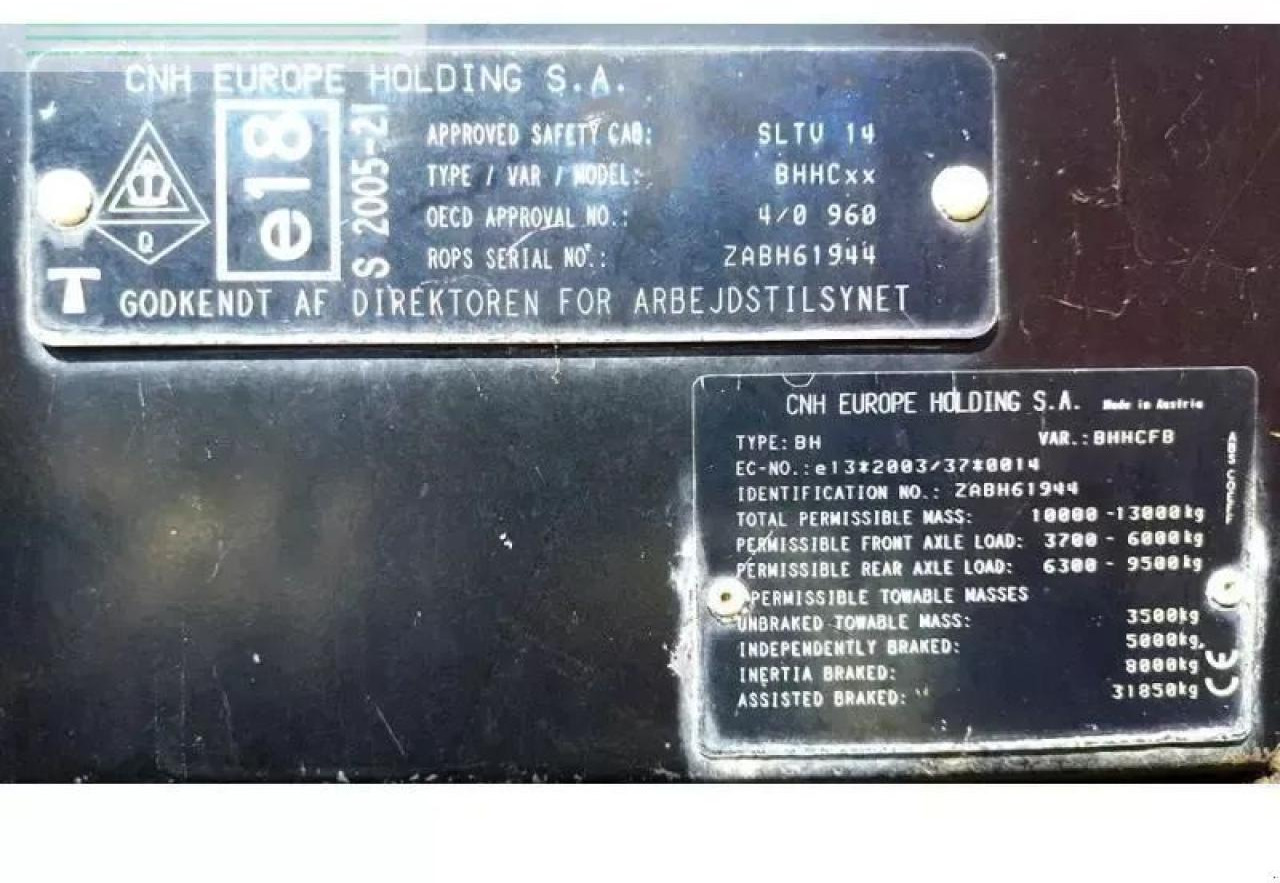 CNH EUROPE HOLDING S.A.
e18
S 2005-21
APPROVED SAFETY CAB: SLTV 14
TYPE / VAR / MODEL: BHHCxx
OECD APPROVAL NO.: 4/0 960
ROPS SERIAL NO.: ZABH61944
Q
T
GODKENDT AF DIREKTOREN FOR ARBEJDSTILSYNET
CNH EUROPE HOLDING S.A. Made in Austria
TYPE: BH VAR.: BHHCFB
EC-NO.: e13*2003/37*0014
IDENTIFICATION NO.: ZABH61944
TOTAL PERMISSIBLE MASS: 10000 - 13000kg
PERMISSIBLE FRONT AXLE LOAD: 3700 - 6000kg
PERMISSIBLE REAR AXLE LOAD: 6300 - 9500kg
PERMISSIBLE TOWABLE MASSES
UNBRAKED TOWABLE MASS: 3500kg
INDEPENDENTLY BRAKED: 5000kg
INERTIA BRAKED: 8000kg
ASSISTED BRAKED: 31850kg
CE